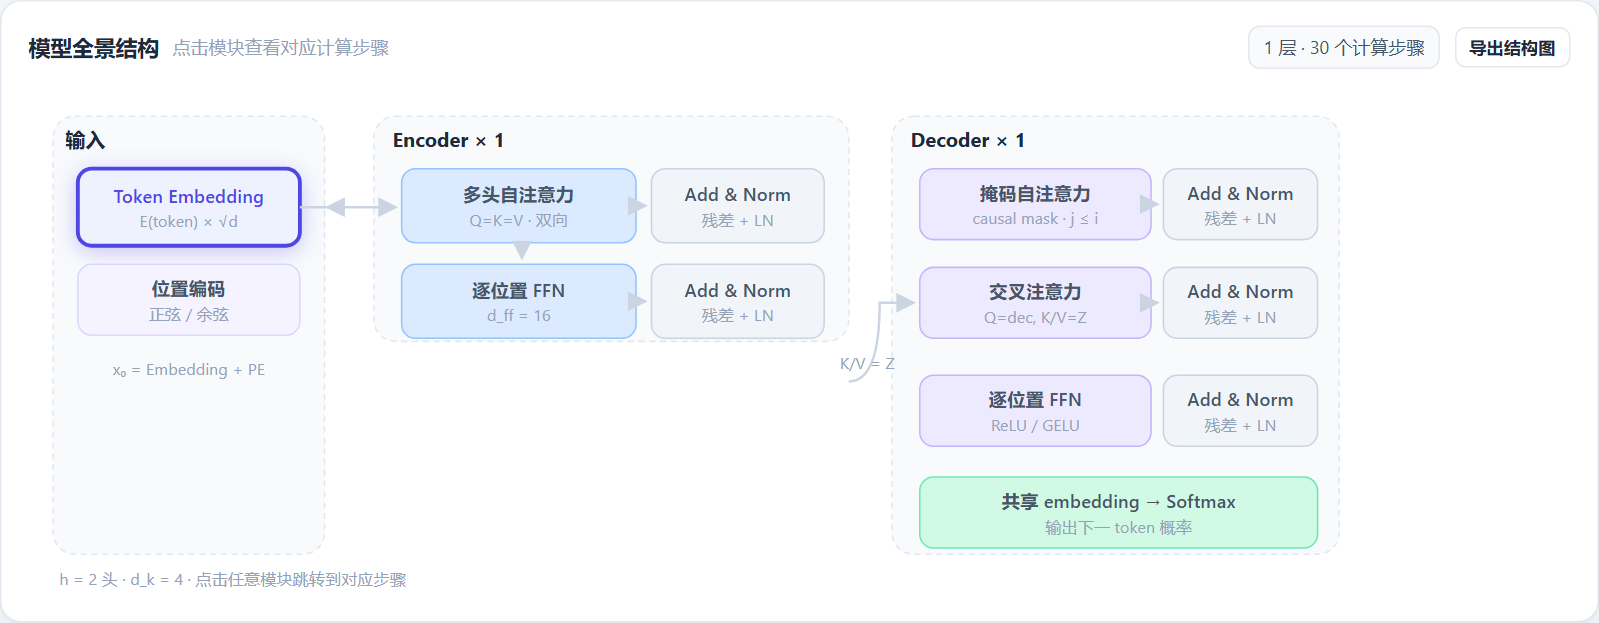 模型全景结构 点击模块查看对应计算步骤
1 层 · 30 个计算步骤
导出结构图
输入
Token Embedding
E(token) × √d
位置编码
正弦 / 余弦
x₀ = Embedding + PE
Encoder × 1
多头自注意力
Q=K=V · 双向
Add & Norm
残差 + LN
逐位置 FFN
d_ff = 16
Add & Norm
残差 + LN
K/V = Z
Decoder × 1
掩码自注意力
causal mask · j ≤ i
Add & Norm
残差 + LN
交叉注意力
Q=dec, K/V=Z
Add & Norm
残差 + LN
逐位置 FFN
ReLU / GELU
Add & Norm
残差 + LN
共享 embedding → Softmax
输出下一 token 概率
h = 2 头 · d_k = 4 · 点击任意模块跳转到对应步骤